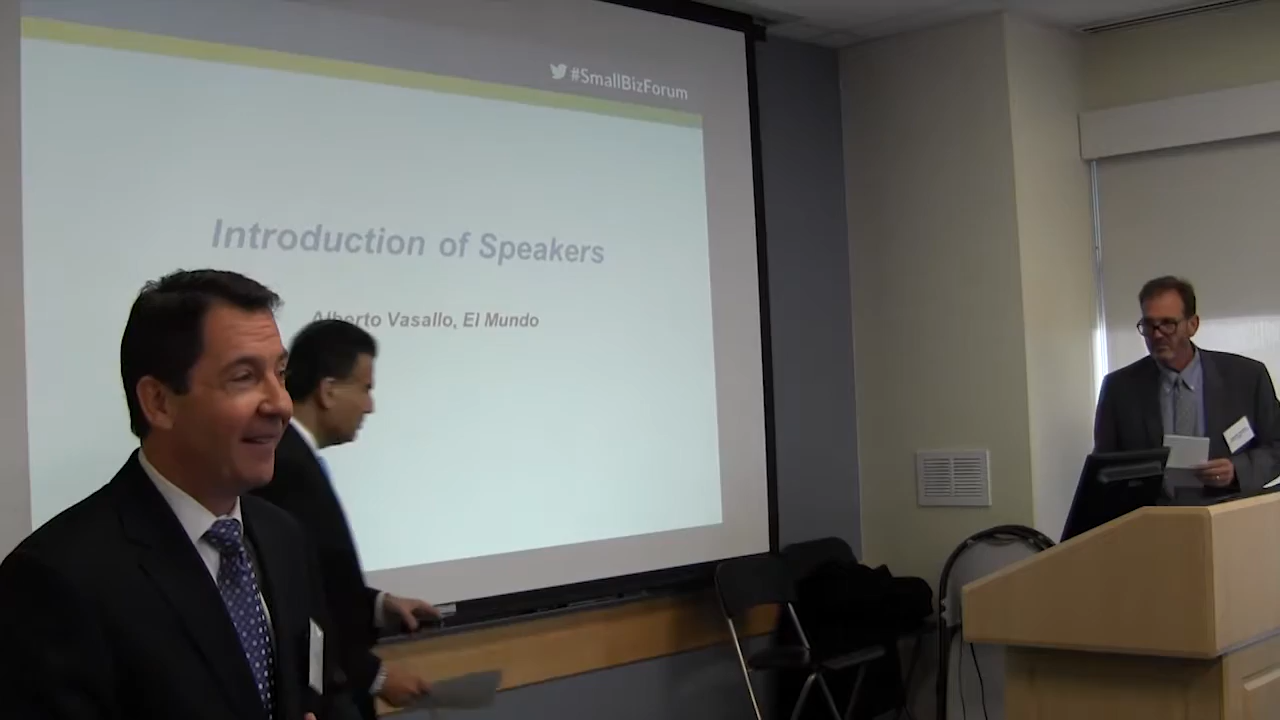 #SmallBizForum
Introduction of Speakers
Alberto Vasallo, El Mundo